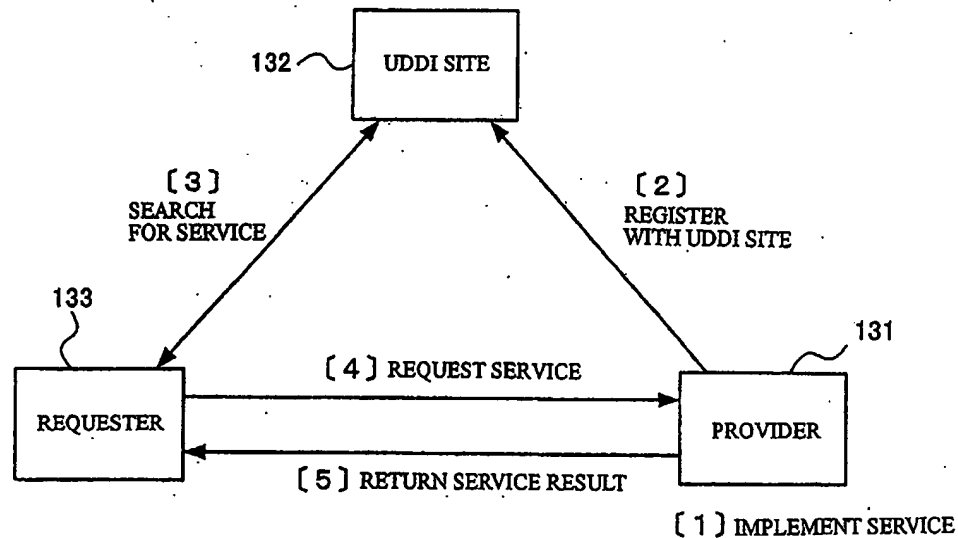 132
UDDI SITE
〔3〕
SEARCH
FOR SERVICE
〔2〕
REGISTER
WITH UDDI SITE
133
131
〔4〕 REQUEST SERVICE
REQUESTER
PROVIDER
〔5〕 RETURN SERVICE RESULT
〔1〕 IMPLEMENT SERVICE